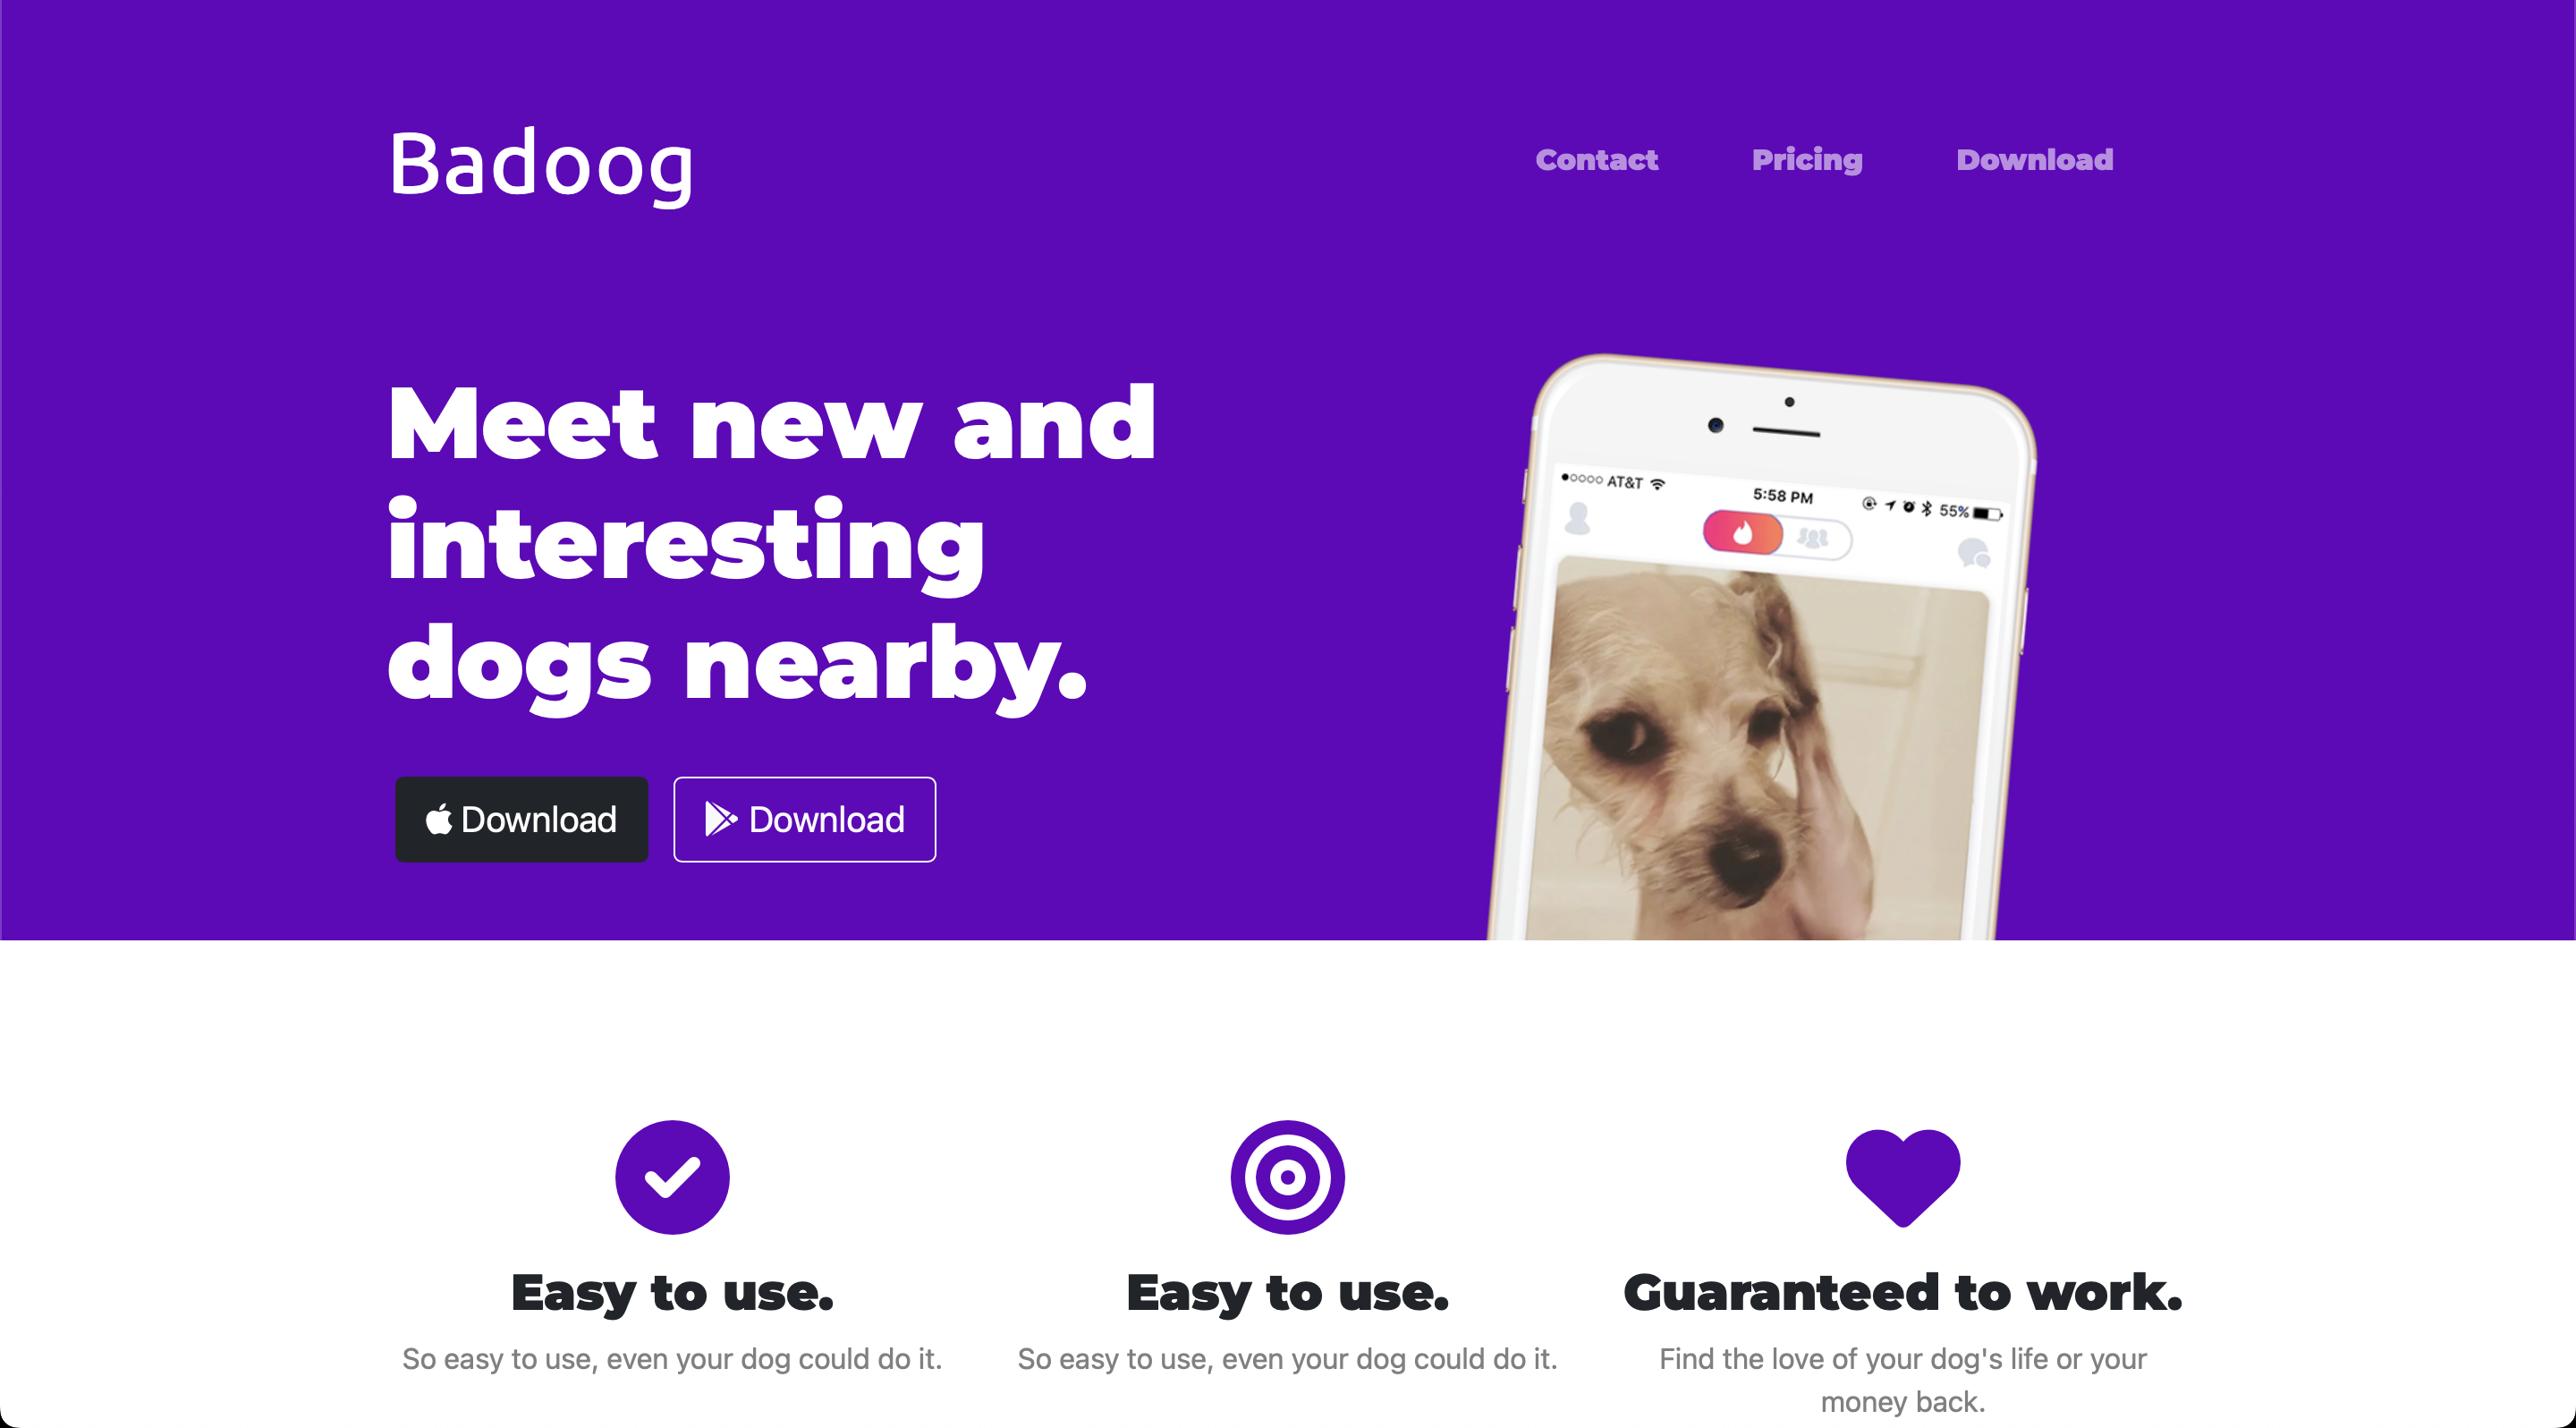 Badoog
Contact Pricing Download
Meet new and
interesting
dogs nearby.
Download Download
AT&T 5:58 PM 55%
Easy to use. Easy to use. Guaranteed to work.
So easy to use, even your dog could do it. So easy to use, even your dog could do it. Find the love of your dog's life or your
money back.